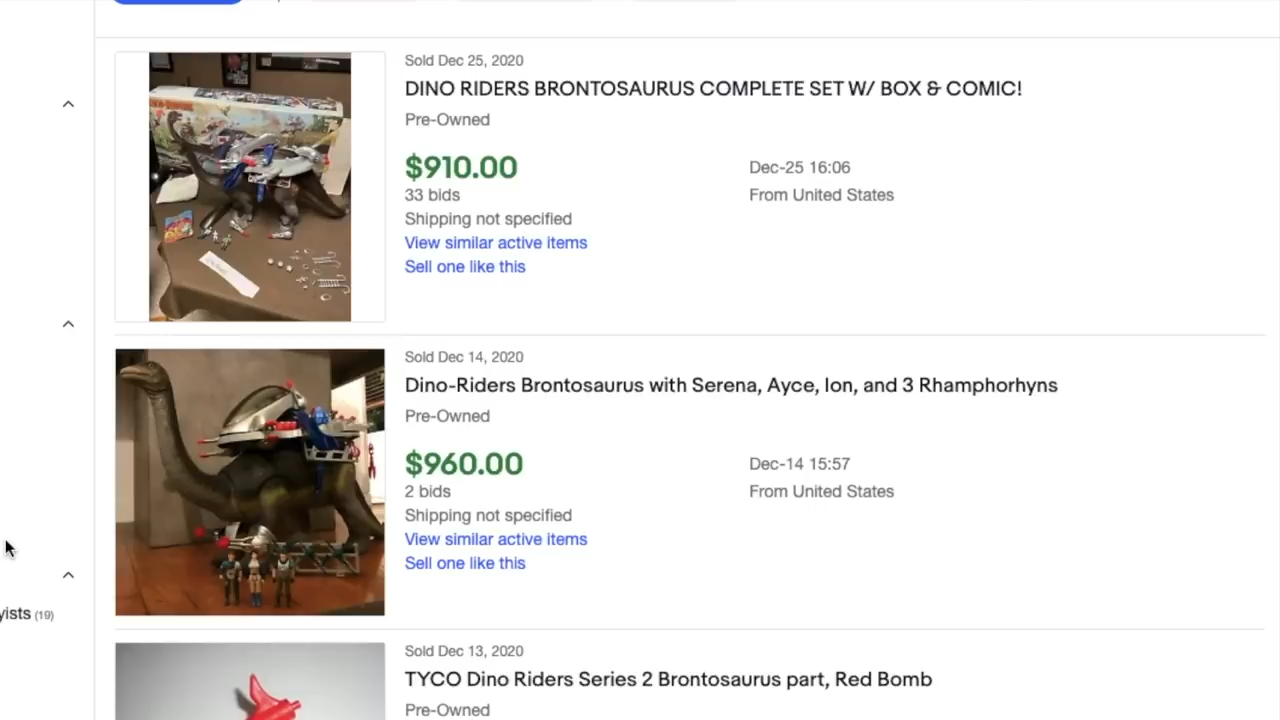 Sold Dec 25, 2020
DINO RIDERS BRONTOSAURUS COMPLETE SET W/ BOX & COMIC!
Pre-Owned
$910.00
Dec-25 16:06
33 bids
From United States
Shipping not specified
View similar active items
Sell one like this
Sold Dec 14, 2020
Dino-Riders Brontosaurus with Serena, Ayce, Ion, and 3 Rhamphorhyns
Pre-Owned
$960.00
Dec-14 15:57
2 bids
From United States
Shipping not specified
View similar active items
Sell one like this
yists (19)
Sold Dec 13, 2020
TYCO Dino Riders Series 2 Brontosaurus part, Red Bomb
Pre-Owned